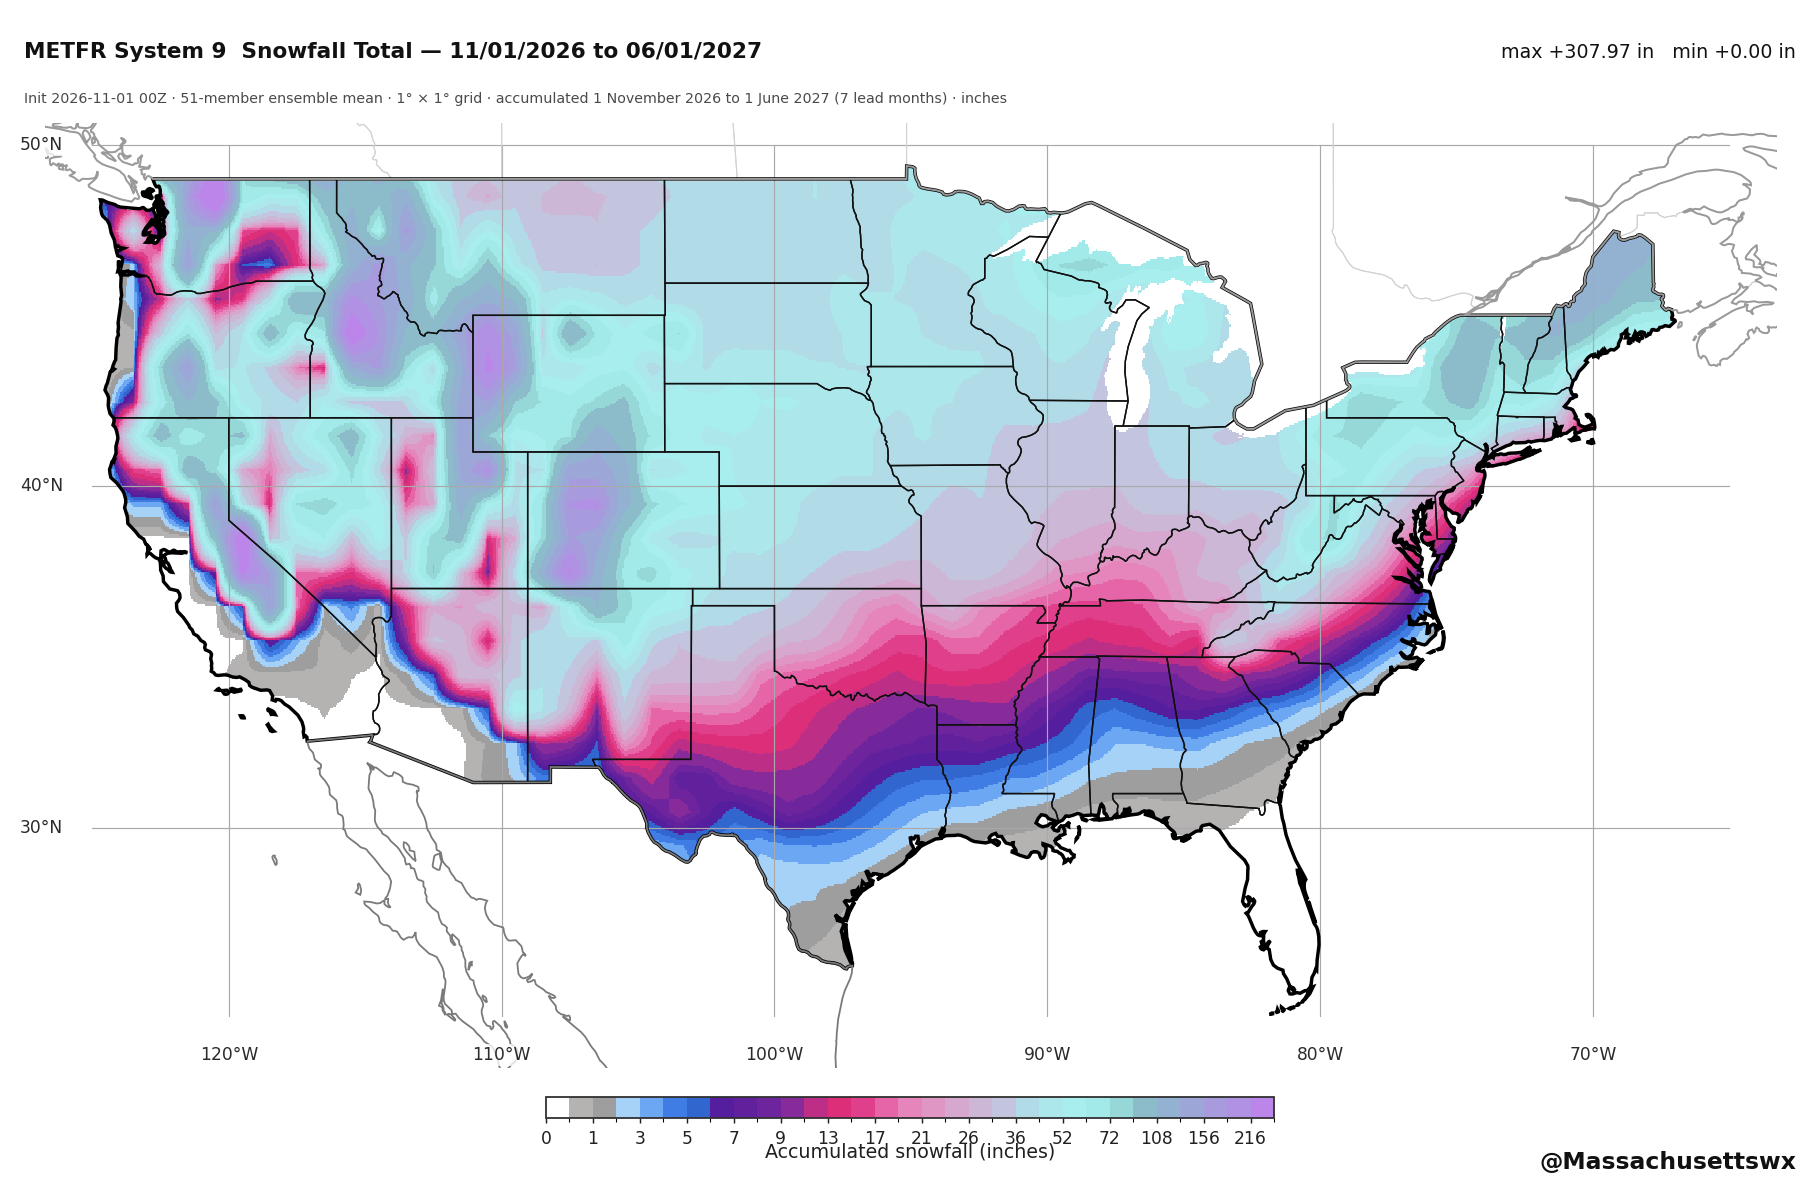 METFR System 9  Snowfall Total — 11/01/2026 to 06/01/2027
max +307.97 in   min +0.00 in
Init 2026-11-01 00Z · 51-member ensemble mean · 1° × 1° grid · accumulated 1 November 2026 to 1 June 2027 (7 lead months) · inches
50°N
40°N
30°N
120°W 110°W 100°W 90°W 80°W 70°W
0 1 3 5 7 9 13 17 21 26 36 52 72 108 156 216
Accumulated snowfall (inches)
@Massachusettswx